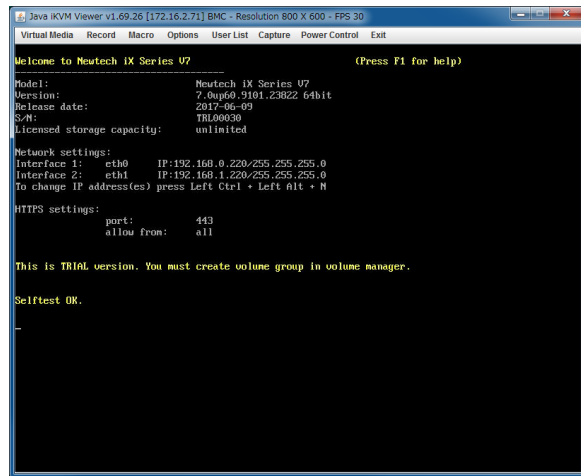 Java iKVM Viewer v1.69.26 [172.16.2.71] BMC - Resolution 800 X 600 - FPS 30
Virtual Media Record Macro Options User List Capture Power Control Exit
Welcome to Newtech iX Series V7 (Press F1 for help)
Model: Newtech iX Series V7
Version: 7.0up60.9101.23822 64bit
Release date: 2017-06-09
S/N: TRL00030
Licensed storage capacity: unlimited
Network settings:
Interface 1: eth0 IP:192.168.0.220/255.255.255.0
Interface 2: eth1 IP:192.168.1.220/255.255.255.0
To change IP address(es) press Left Ctrl + Left Alt + N
HTTPS settings:
port: 443
allow from: all
This is TRIAL version. You must create volume group in volume manager.
Selftest OK.